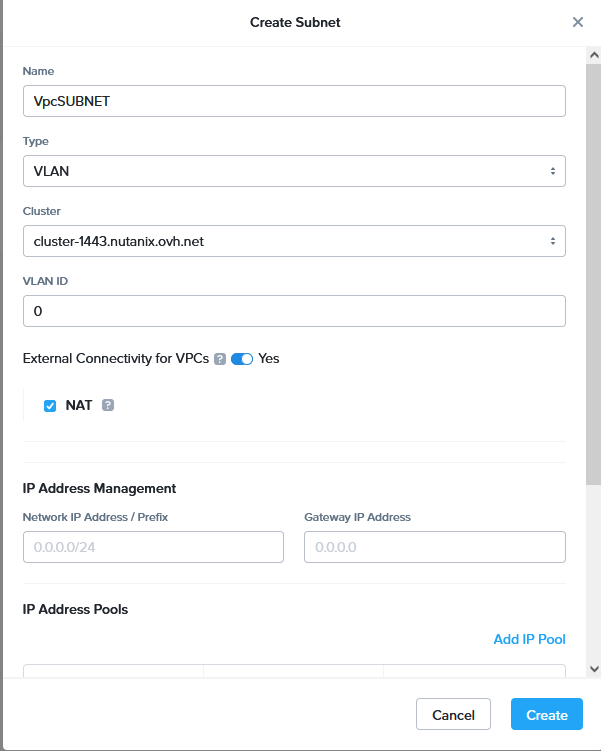 Create Subnet
Name
VpcSUBNET
Type
VLAN
Cluster
cluster-1443.nutanix.ovh.net
VLAN ID
0
External Connectivity for VPCs ? Yes
NAT ?
IP Address Management
Network IP Address / Prefix
Gateway IP Address
0.0.0.0/24
0.0.0.0
IP Address Pools
Add IP Pool
Cancel
Create